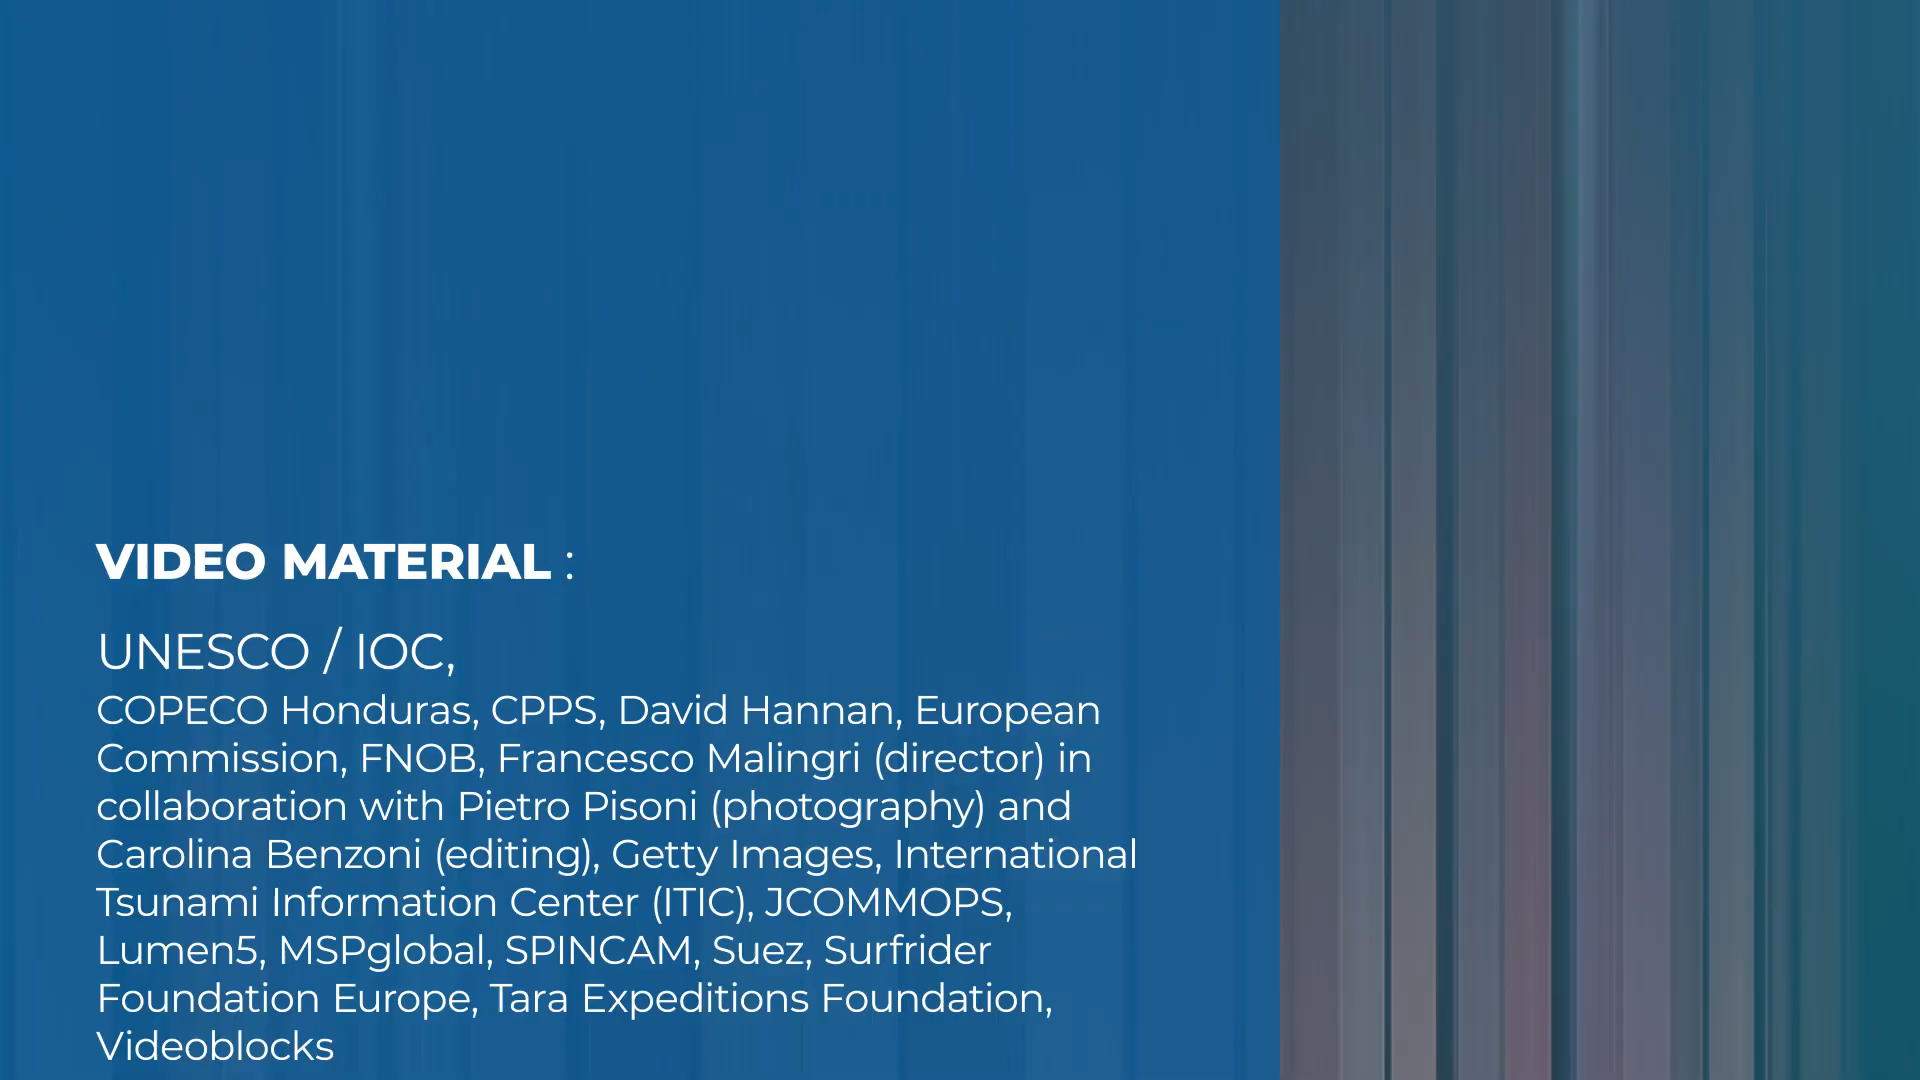 VIDEO MATERIAL :
UNESCO / IOC,
COPECO Honduras, CPPS, David Hannan, European
Commission, FNOB, Francesco Malingri (director) in
collaboration with Pietro Pisoni (photography) and
Carolina Benzoni (editing), Getty Images, International
Tsunami Information Center (ITIC), JCOMMOPS,
Lumen5, MSPglobal, SPINCAM, Suez, Surfrider
Foundation Europe, Tara Expeditions Foundation,
Videoblocks